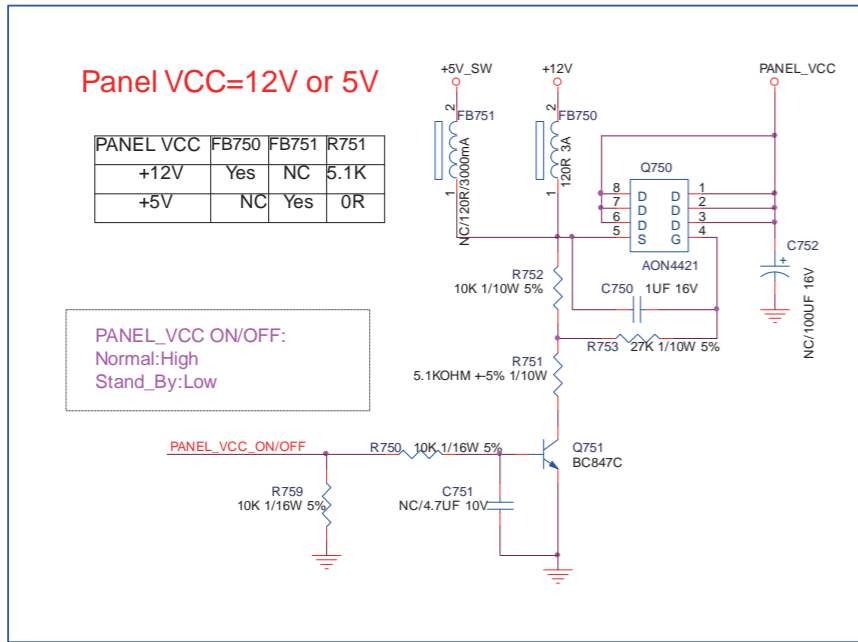 Panel VCC=12V or 5V
PANEL VCC FB750 FB751 R751
+12V Yes NC 5.1K
+5V NC Yes 0R
PANEL_VCC ON/OFF:
Normal:High
Stand_By:Low
+5V_SW
+12V
PANEL_VCC
2
FB751
1
NC/120R/3000mA
2
FB750
1
120R 3A
Q750
8 D D 1
7 D D 2
6 D D 3
5 S G 4
AON4421
C752
+
NC/100UF 16V
R752
10K 1/10W 5%
C750
1UF 16V
R753
27K 1/10W 5%
R751
5.1KOHM +-5% 1/10W
PANEL_VCC_ON/OFF
R750
10K 1/16W 5%
Q751
BC847C
R759
10K 1/16W 5%
C751
NC/4.7UF 10V